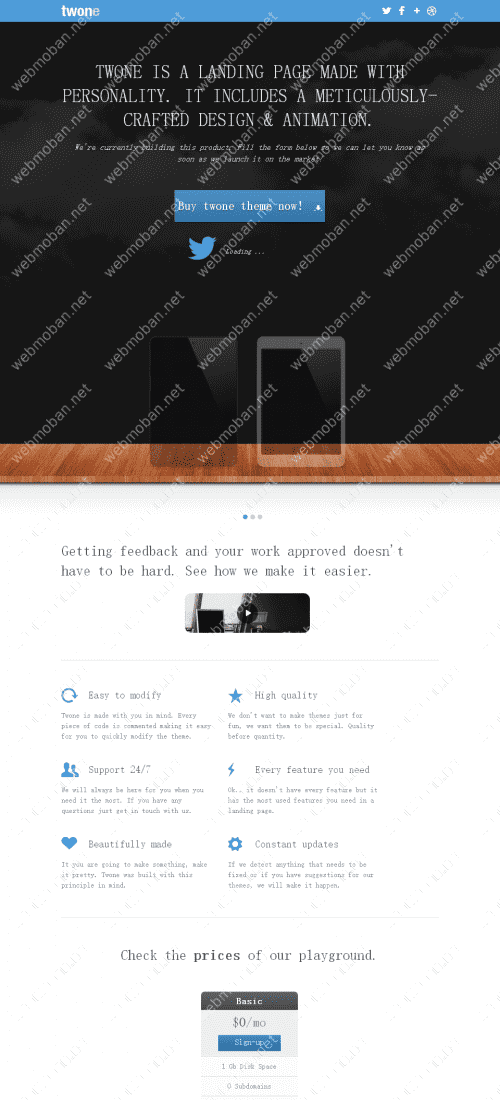 twone
TWONE IS A LANDING PAGE MADE WITH
PERSONALITY. IT INCLUDES A METICULOUSLY-
CRAFTED DESIGN & ANIMATION.
We're currently building this product. Fill the form below so we can let you know as
soon as we launch it on the market
Buy twone theme now!
Loading ...
Getting feedback and your work approved doesn't
have to be hard. See how we make it easier.
Easy to modify
Twone is made with you in mind. Every
piece of code is commented making it easy
for you to quickly modify the theme.
High quality
We don't want to make themes just for
fun, we want them to be special. Quality
before quantity.
Support 24/7
We will always be here for you when you
need it the most. If you have any
questions just get in touch with us.
Every feature you need
Ok.. it doesn't have every feature but it
has the most used features you need in a
landing page.
Beautifully made
If you are going to make something, make
it pretty. Twone was built with this
principle in mind.
Constant updates
If we detect anything that needs to be
fixed or if you have suggestions for our
themes, we will make it happen.
Check the prices of our playground.
Basic
$0/mo
Sign-up
1 Gb Disk Space
0 Subdomains
webmoban.net